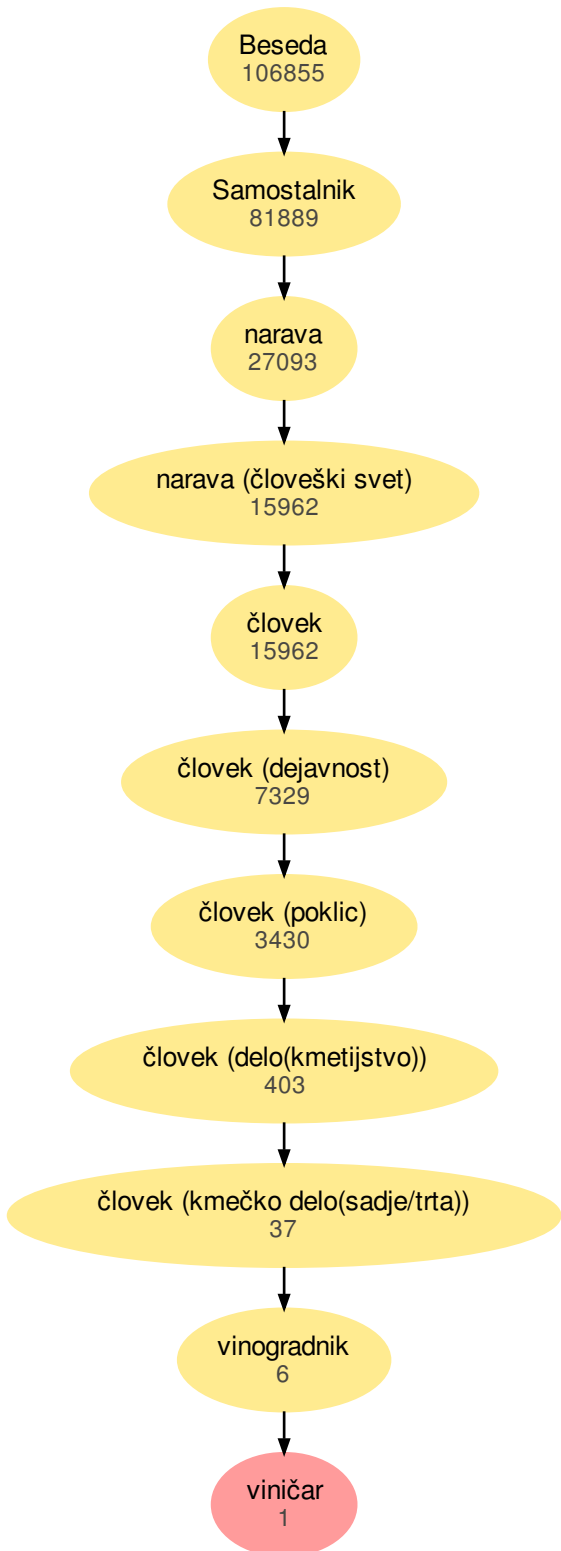 Beseda
106855
Samostalnik
81889
narava
27093
narava (človeški svet)
15962
človek
15962
človek (dejavnost)
7329
človek (poklic)
3430
človek (delo(kmetijstvo))
403
človek (kmečko delo(sadje/trta))
37
vinogradnik
6
viničar
1